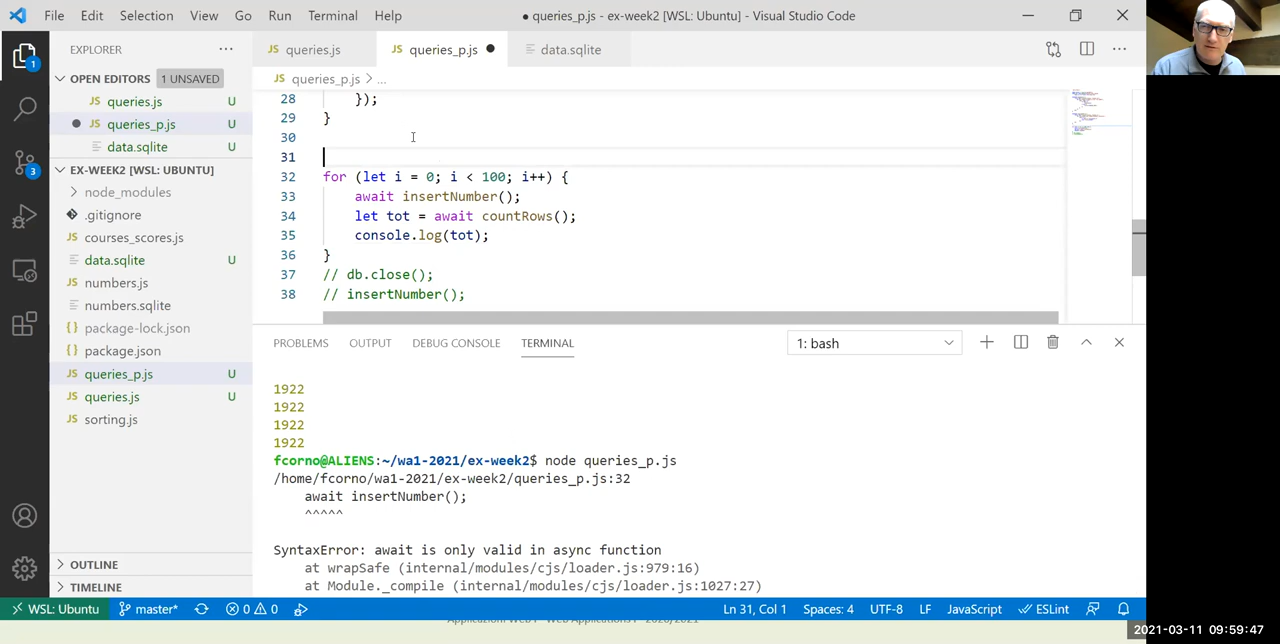 File Edit Selection View Go Run Terminal Help ● queries_p.js - ex-week2 [WSL: Ubuntu] - Visual Studio Code
EXPLORER
JS queries.js JS queries_p.js ● data.sqlite
OPEN EDITORS 1 UNSAVED
JS queries_p.js > ...
JS queries.js U
● JS queries_p.js U
data.sqlite U
EX-WEEK2 [WSL: UBUNTU]
node_modules
.gitignore
JS courses_scores.js
data.sqlite U
JS numbers.js
numbers.sqlite
{} package-lock.json
{} package.json
JS queries_p.js U
JS queries.js U
JS sorting.js
OUTLINE
TIMELINE
28 });
29 }
30
31
32 for (let i = 0; i < 100; i++) {
33 await insertNumber();
34 let tot = await countRows();
35 console.log(tot);
36 }
37 // db.close();
38 // insertNumber();
PROBLEMS OUTPUT DEBUG CONSOLE TERMINAL 1: bash
1922
1922
1922
1922
fcorno@ALIENS:~/wa1-2021/ex-week2$ node queries_p.js
/home/fcorno/wa1-2021/ex-week2/queries_p.js:32
await insertNumber();
^^^^^
SyntaxError: await is only valid in async function
at wrapSafe (internal/modules/cjs/loader.js:979:16)
at Module._compile (internal/modules/cjs/loader.js:1027:27)
WSL: Ubuntu master* 0 0 Ln 31, Col 1 Spaces: 4 UTF-8 LF JavaScript ESLint
2021-03-11 09:59:47
1
3